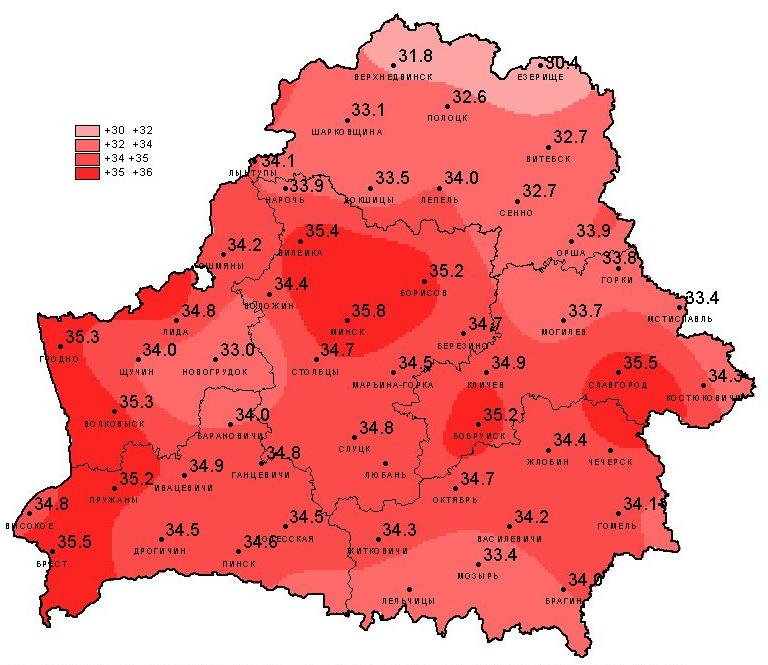 31.8
ВЕРХНЕДВИНСК
30.4
ЕЗЕРИЩЕ
32.6
ПОЛОЦК
33.1
ШАРКОВЩИНА
+30 +32
+32 +34
+34 +35
+35 +36
32.7
ВИТЕБСК
34.1
ЛЫНТУПЫ
33.9
НАРОЧЬ
33.5
ДОКШИЦЫ
34.0
ЛЕПЕЛЬ
32.7
СЕННО
35.4
ВИЛЕЙКА
34.2
ОШМЯНЫ
33.9
ОРША
33.8
ГОРКИ
35.2
БОРИСОВ
34.4
ВОЛОЖИН
33.4
МСТИСЛАВЛЬ
34.8
ЛИДА
35.8
МИНСК
34.7
БЕРЕЗИНО
33.7
МОГИЛЕВ
35.3
ГРОДНО
34.0
ЩУЧИН
33.0
НОВОГРУДОК
34.7
СТОЛБЦЫ
34.5
МАРЬИНА-ГОРКА
34.9
КЛИЧЕВ
35.5
СЛАВГОРОД
34.3
КОСТЮКОВИЧИ
35.3
ВОЛКОВЫСК
34.0
БАРАНОВИЧИ
34.8
СЛУЦК
35.2
БОБРУЙСК
34.4
ЖЛОБИН
ЧЕЧЕРСК
34.8
ГАНЦЕВИЧИ
ЛЮБАНЬ
35.2
ПРУЖАНЫ
34.9
ИВАЦЕВИЧИ
34.7
ОКТЯБРЬ
34.8
ВЫСОКОЕ
34.5
ДРОГИЧИН
34.6
ПИНСК
34.5
34.3
ЖИТКОВИЧИ
34.2
ВАСИЛЕВИЧИ
ГОМЕЛЬ
35.5
БРЕСТ
33.4
МОЗЫРЬ
ЛЕЛЬЧИЦЫ
34.0
БРАГИН